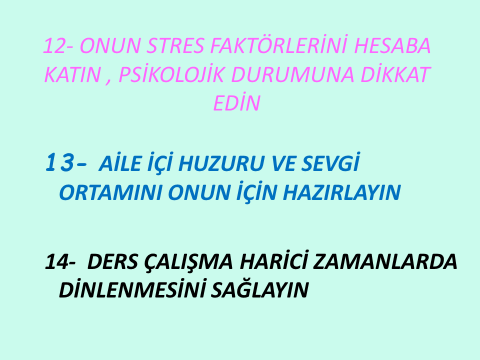 12- ONUN STRES FAKTÖRLERİNİ HESABA
KATIN , PSİKOLOJİK DURUMUNA DİKKAT
EDİN
13- AİLE İÇİ HUZURU VE SEVGİ
ORTAMINI ONUN İÇİN HAZIRLAYIN
14- DERS ÇALIŞMA HARİCİ ZAMANLARDA
DİNLENMESİNİ SAĞLAYIN